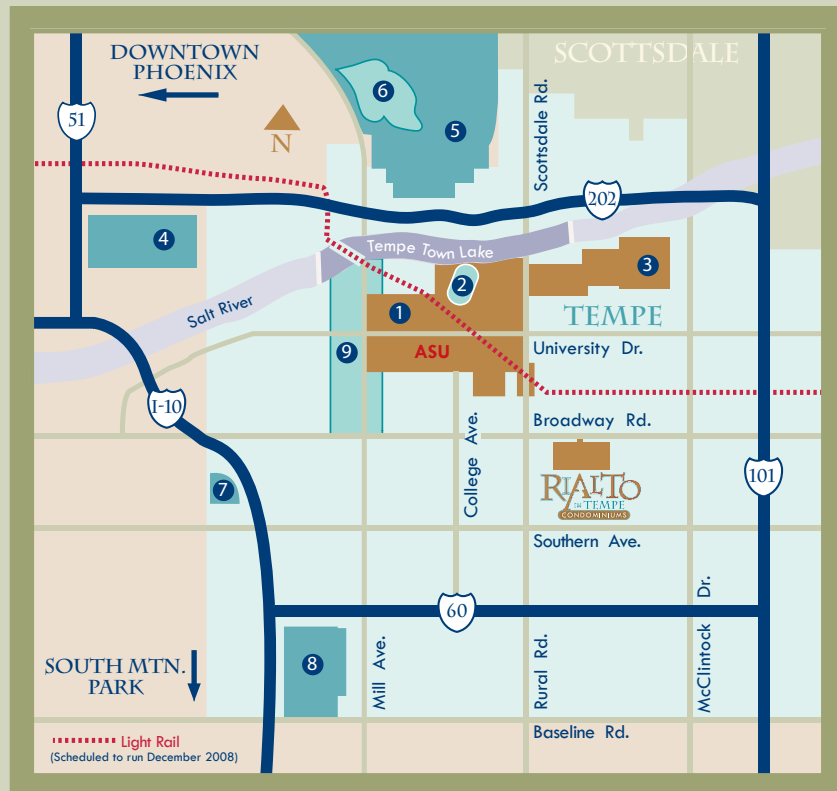 DOWNTOWN
PHOENIX
SCOTTSDALE
51
6
5
N
Scottsdale Rd.
202
4
Tempe Town Lake
3
2
Salt River
1
TEMPE
9
ASU
University Dr.
I-10
College Ave.
Broadway Rd.
101
7
RIALTO
IN TEMPE
CONDOMINIUMS
Southern Ave.
60
8
Mill Ave.
Rural Rd.
McClintock Dr.
SOUTH MTN.
PARK
Baseline Rd.
Light Rail
(Scheduled to run December 2008)